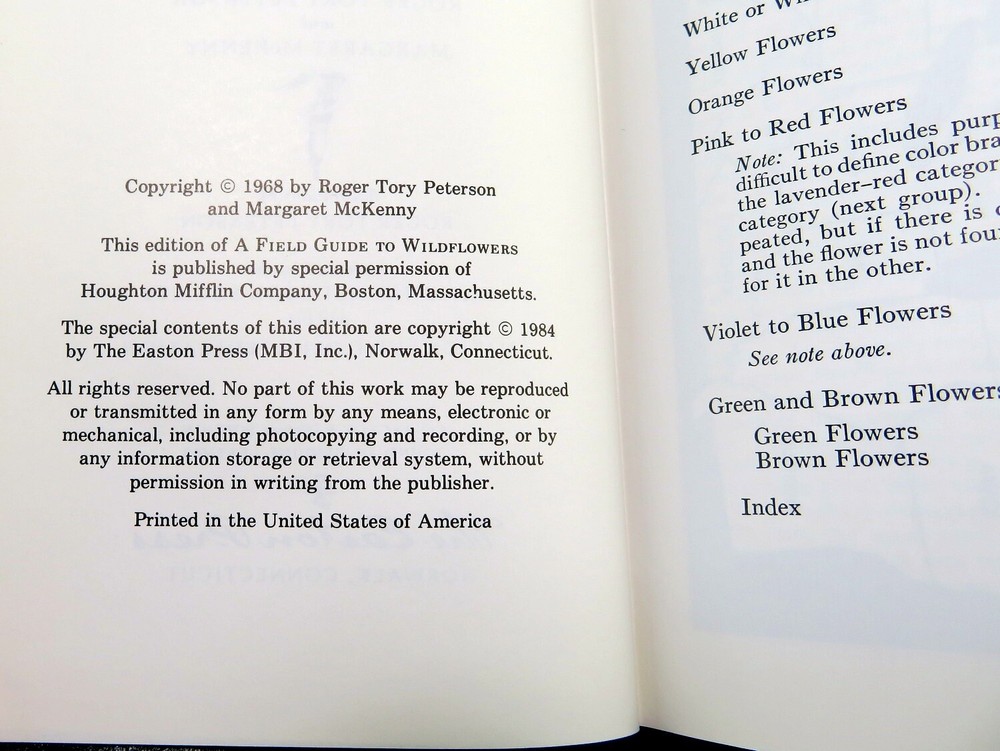 Copyright © 1968 by Roger Tory Peterson
and Margaret McKenny
This edition of A FIELD GUIDE TO WILDFLOWERS
is published by special permission of
Houghton Mifflin Company, Boston, Massachusetts.
The special contents of this edition are copyright © 1984
by The Easton Press (MBI, Inc.), Norwalk, Connecticut.
All rights reserved. No part of this work may be reproduced
or transmitted in any form by any means, electronic or
mechanical, including photocopying and recording, or by
any information storage or retrieval system, without
permission in writing from the publisher.
Printed in the United States of America
White or
Yellow Flowers
Orange Flowers
Pink to Red Flowers
Note: This includes
difficult to define color
the lavender–red
category (next group).
peated, but if there is
and the flower is not
for it in the other.
Violet to Blue Flowers
See note above.
Green and Brown Flowers
Green Flowers
Brown Flowers
Index